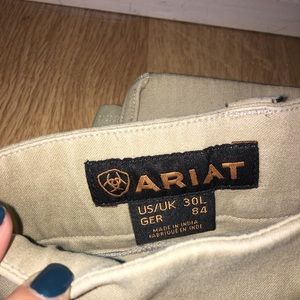 ARIAT
US/UK 30L
GER 84
MADE IN INDIA
FABRIQUÉ EN INDE